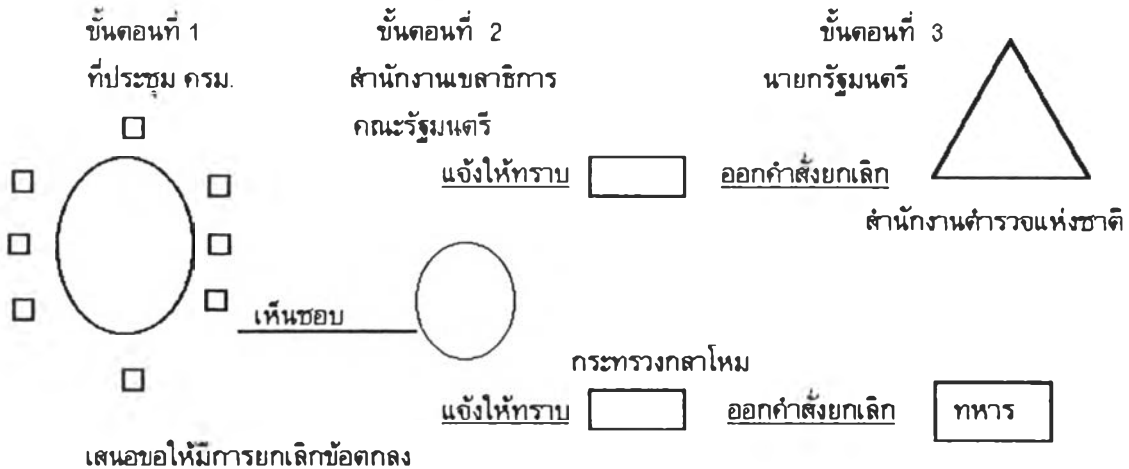 ขั้นตอนที่ 1 ขั้นตอนที่ 2 ขั้นตอนที่ 3
ที่ประชุม ครม. สำนักงานเขลาธิการ นายกรัฐมนตรี
คณะรัฐมนตรี
แจ้งให้ทราบ ออกคำสั่งยกเลิก
สำนักงานตำรวจแห่งชาติ
เห็นชอบ
กระทรวงกลาโหม
แจ้งให้ทราบ ออกคำสั่งยกเลิก ทหาร
เสนอขอให้มีการยกเลิกข้อตกลง